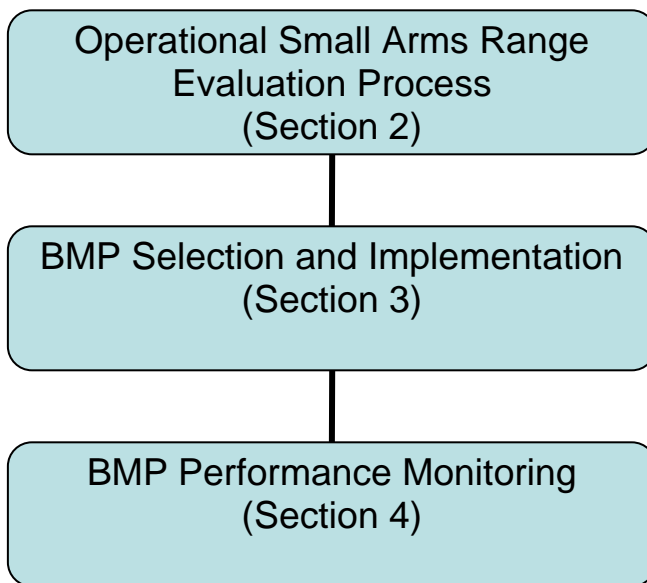 Operational Small Arms Range
Evaluation Process
(Section 2)
BMP Selection and Implementation
(Section 3)
BMP Performance Monitoring
(Section 4)